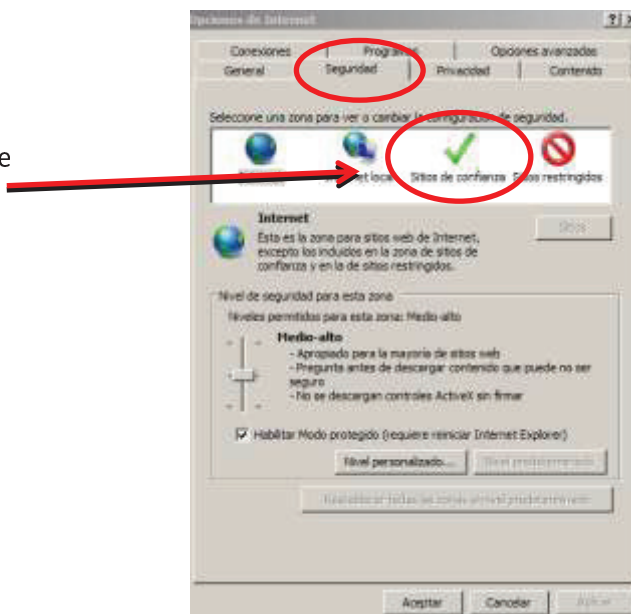 Opciones de Internet
Conexiones Programas Opciones avanzadas
General Seguridad Privacidad Contenido
Seleccione una zona para ver o cambiar la configuración de seguridad.
e
Internet local Sitios de confianza Sitios restringidos
Internet
Sitios
Esta es la zona para sitios web de Internet,
excepto los incluidos en la zona de sitios de
confianza y en la de sitios restringidos.
Nivel de seguridad para esta zona
Niveles permitidos para esta zona: Medio-alto
Medio-alto
- Apropiado para la mayoría de sitios web
- Pregunta antes de descargar contenido que puede no ser
seguro
- No se descargan controles ActiveX sin firmar
Habilitar Modo protegido (requiere reiniciar Internet Explorer)
Nivel personalizado... Nivel predeterminado
Restablecer todas las zonas al nivel predeterminado
Aceptar Cancelar Aplicar